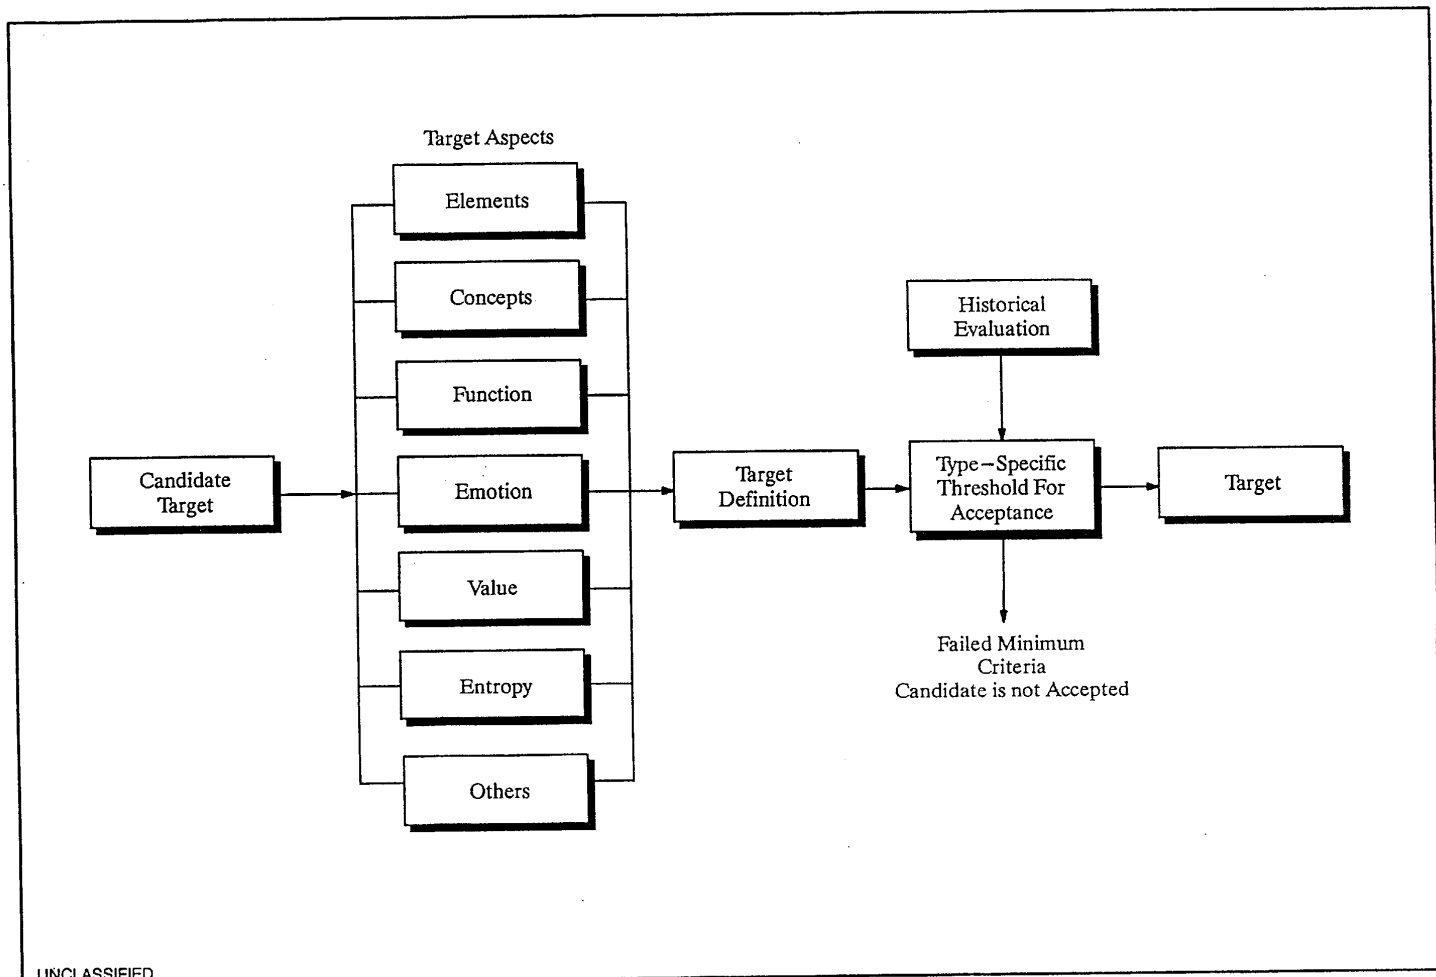 Target Aspects
Elements
Concepts
Function
Emotion
Value
Entropy
Others
Candidate
Target
Target
Definition
Historical
Evaluation
Type-Specific
Threshold For
Acceptance
Target
Failed Minimum
Criteria
Candidate is not Accepted
UNCLASSIFIED